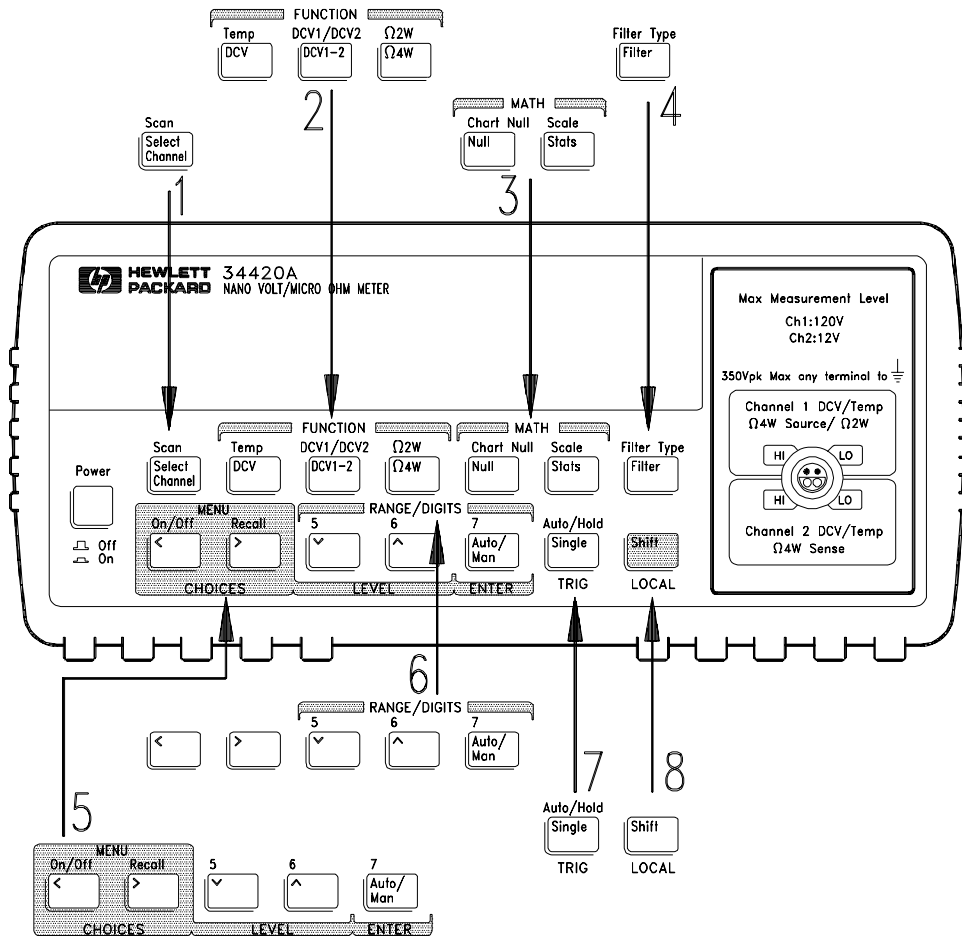 FUNCTION
Temp DCV1/DCV2 Ω2W
DCV DCV1-2 Ω4W
2
Filter Type
Filter
4
MATH
Chart Null Scale
Null Stats
3
Scan
Select
Channel
1
hp HEWLETT
PACKARD
34420A
NANO VOLT/MICRO OHM METER
Max Measurement Level
Ch1:120V
Ch2:12V
350Vpk Max any terminal to
Channel 1 DCV/Temp
Ω4W Source/ Ω2W
HI LO
HI LO
Channel 2 DCV/Temp
Ω4W Sense
Power
Off
On
FUNCTION MATH
Scan Temp DCV1/DCV2 Ω2W Chart Null Scale Filter Type
Select
Channel
DCV DCV1-2 Ω4W Null Stats Filter
MENU RANGE/DIGITS
On/Off Recall 5 6 7 Auto/Hold
< > ˅ ^ Auto/
Man
Single Shift
CHOICES LEVEL ENTER TRIG LOCAL
6
RANGE/DIGITS
5 6 7
< > ˅ ^ Auto/
Man
7
Auto/Hold
Single
TRIG
8
Shift
LOCAL
5
MENU
On/Off Recall 5 6 7
< > ˅ ^ Auto/
Man
CHOICES LEVEL ENTER